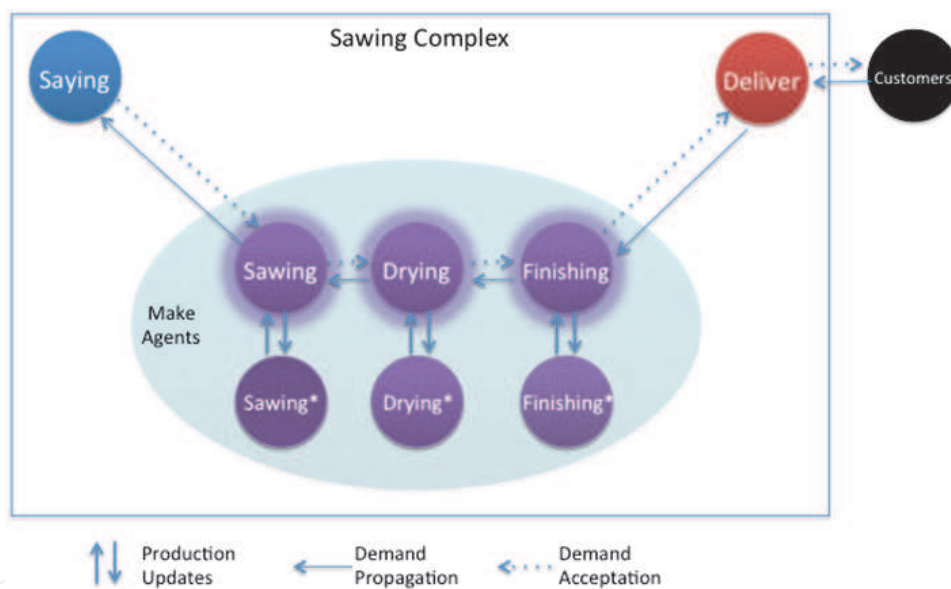 Sawing Complex
Saying
Deliver
Customers
Sawing
Drying
Finishing
Make
Agents
Sawing*
Drying*
Finishing*
Production
Updates
Demand
Propagation
Demand
Acceptation